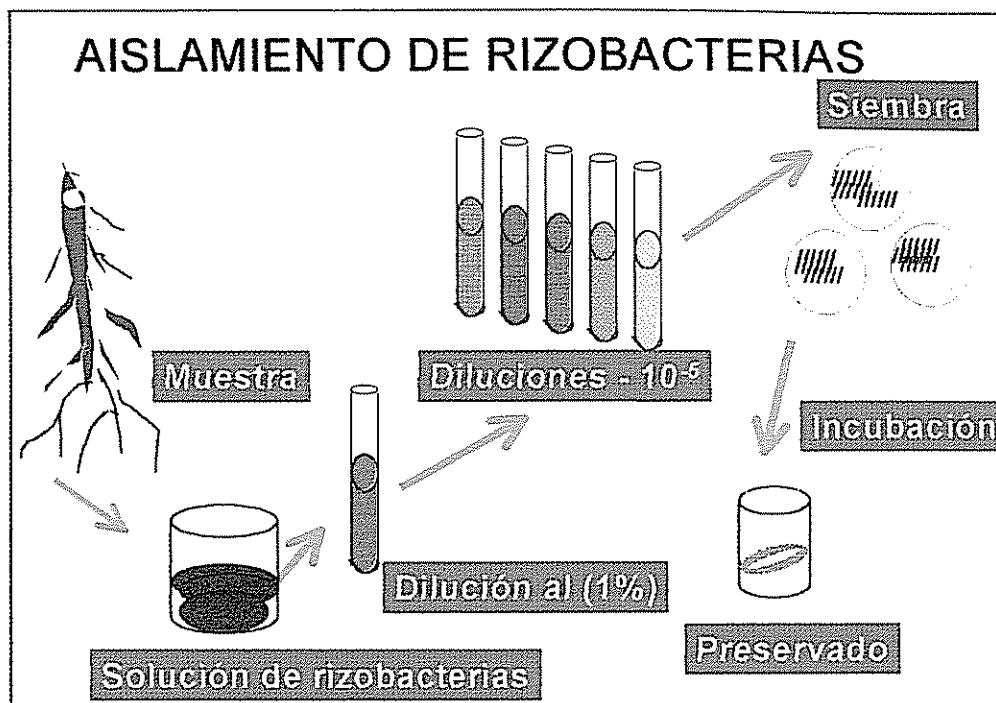 AISLAMIENTO DE RIZOBACTERIAS
Muestra
Solución de rizobacterias
Dilución al (1%)
Diluciones - 10⁻⁵
Siembra
Incubación
Preservado